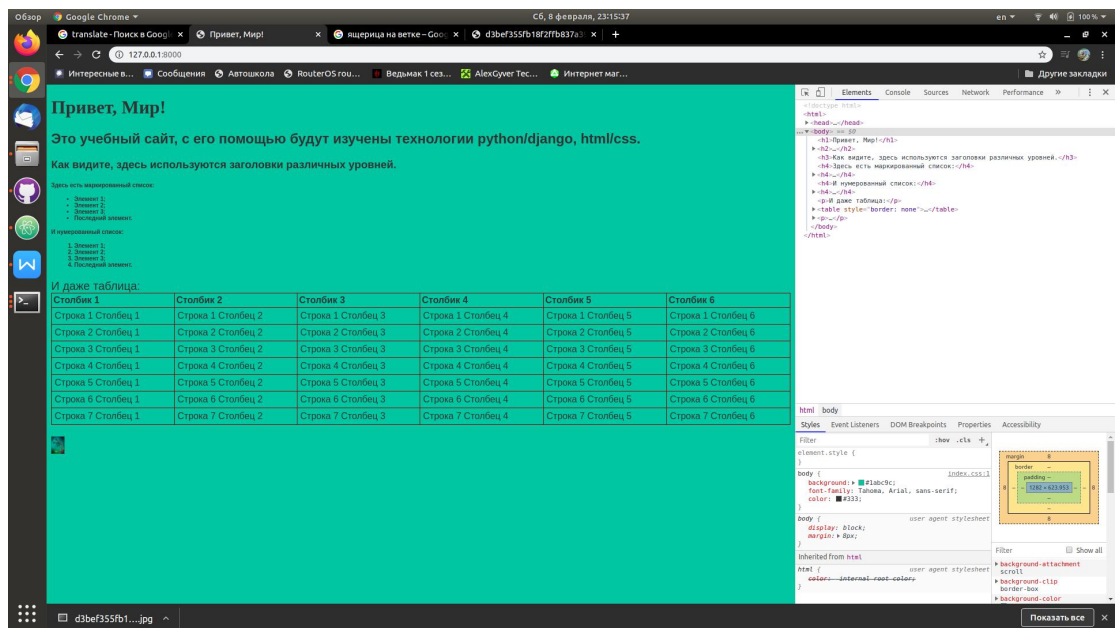 Обзор Google Chrome Сб, 8 февраля, 23:15:37 en 100 %
translate - Поиск в Googl × Привет, Мир! × ящерица на ветке – Goog × d3bef355fb18f2ffb837a3 × +
127.0.0.1:8000
Интересные в... Сообщения Автошкола RouterOS rou... Ведьмак 1 сез... AlexGyver Tec... Интернет маг... Другие закладки
Привет, Мир!
Это учебный сайт, с его помощью будут изучены технологии python/django, html/css.
Как видите, здесь используются заголовки различных уровней.
Здесь есть маркированный список:
• Элемент 1;
• Элемент 2;
• Элемент 3;
• Последний элемент.
И нумерованный список:
1. Элемент 1;
2. Элемент 2;
3. Элемент 3;
4. Последний элемент.
И даже таблица:
Столбик 1 Столбик 2 Столбик 3 Столбик 4 Столбик 5 Столбик 6
Строка 1 Столбец 1 Строка 1 Столбец 2 Строка 1 Столбец 3 Строка 1 Столбец 4 Строка 1 Столбец 5 Строка 1 Столбец 6
Строка 2 Столбец 1 Строка 2 Столбец 2 Строка 2 Столбец 3 Строка 2 Столбец 4 Строка 2 Столбец 5 Строка 2 Столбец 6
Строка 3 Столбец 1 Строка 3 Столбец 2 Строка 3 Столбец 3 Строка 3 Столбец 4 Строка 3 Столбец 5 Строка 3 Столбец 6
Строка 4 Столбец 1 Строка 4 Столбец 2 Строка 4 Столбец 3 Строка 4 Столбец 4 Строка 4 Столбец 5 Строка 4 Столбец 6
Строка 5 Столбец 1 Строка 5 Столбец 2 Строка 5 Столбец 3 Строка 5 Столбец 4 Строка 5 Столбец 5 Строка 5 Столбец 6
Строка 6 Столбец 1 Строка 6 Столбец 2 Строка 6 Столбец 3 Строка 6 Столбец 4 Строка 6 Столбец 5 Строка 6 Столбец 6
Строка 7 Столбец 1 Строка 7 Столбец 2 Строка 7 Столбец 3 Строка 7 Столбец 4 Строка 7 Столбец 5 Строка 7 Столбец 6
Elements Console Sources Network Performance »
<!doctype html>
<html>
<head>…</head>
<body> == $0
<h1>Привет, Мир!</h1>
<h2>…</h2>
<h3>Как видите, здесь используются заголовки различных уровней.</h3>
<h4>Здесь есть маркированный список:</h4>
<h4>…</h4>
<h4>И нумерованный список:</h4>
<h4>…</h4>
<p>И даже таблица:</p>
<table style="border: none">…</table>
<p>…</p>
</body>
</html>
html body
Styles Event Listeners DOM Breakpoints Properties Accessibility
Filter :hov .cls +
element.style {
}
body { index.css:1
background: #1abc9c;
font-family: Tahoma, Arial, sans-serif;
color: #333;
}
body { user agent stylesheet
display: block;
margin: 8px;
}
Inherited from html
html { user agent stylesheet
color: -internal-root-color;
}
margin 8
border –
padding –
8 – – 1282 × 623.953 – – 8
–
–
8
Filter Show all
background-attachment
scroll
background-clip
border-box
background-color
d3bef355fb1....jpg Показать все ×